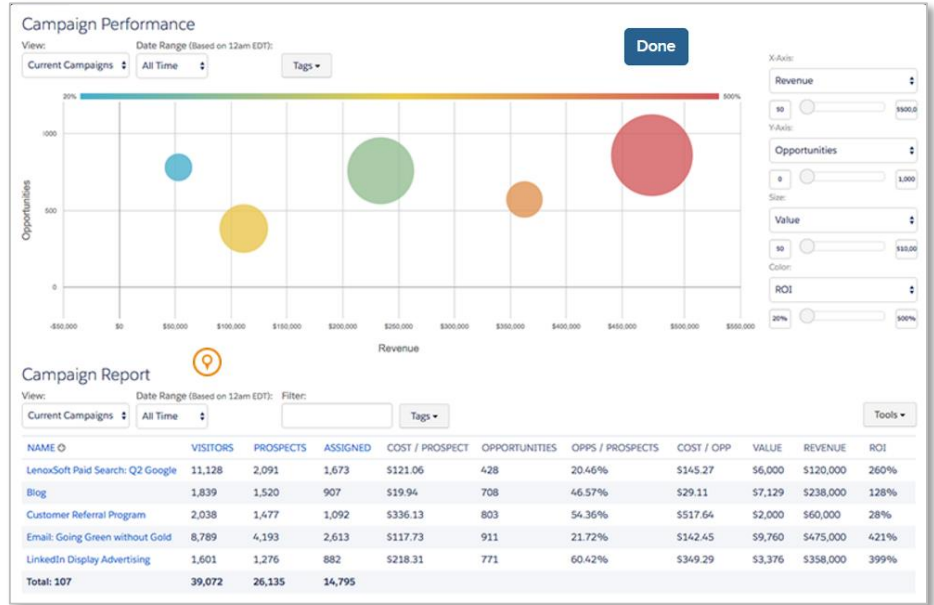 Campaign Performance
View: Date Range (Based on 12am EDT):
Current Campaigns All Time Tags
Done
20% 500%
1000
500
0
Opportunities
-$50,000 $0 $50,000 $100,000 $150,000 $200,000 $250,000 $300,000 $350,000 $400,000 $455,000 $500,000 $550,000
Revenue
X-Axis:
Revenue
$0 $500,0
Y-Axis:
Opportunities
0 1,000
Size:
Value
$0 $10,00
Color:
ROI
20% 500%
Campaign Report
View: Date Range (Based on 12am EDT): Filter:
Current Campaigns All Time Tags Tools
NAME VISITORS PROSPECTS ASSIGNED COST / PROSPECT OPPORTUNITIES OPPS / PROSPECTS COST / OPP VALUE REVENUE ROI
LenoxSoft Paid Search: Q2 Google 11,128 2,091 1,673 $121.06 428 20.46% $145.27 $6,000 $120,000 260%
Blog 1,839 1,520 907 $19.94 708 46.57% $29.11 $7,129 $238,000 128%
Customer Referral Program 2,038 1,477 1,092 $336.13 803 54.36% $517.64 $2,000 $60,000 28%
Email: Going Green without Gold 8,789 4,193 2,613 $117.73 911 21.72% $142.45 $9,760 $475,000 421%
LinkedIn Display Advertising 1,601 1,276 882 $218.31 771 60.42% $349.29 $3,376 $358,000 399%
Total: 107 39,072 26,135 14,795